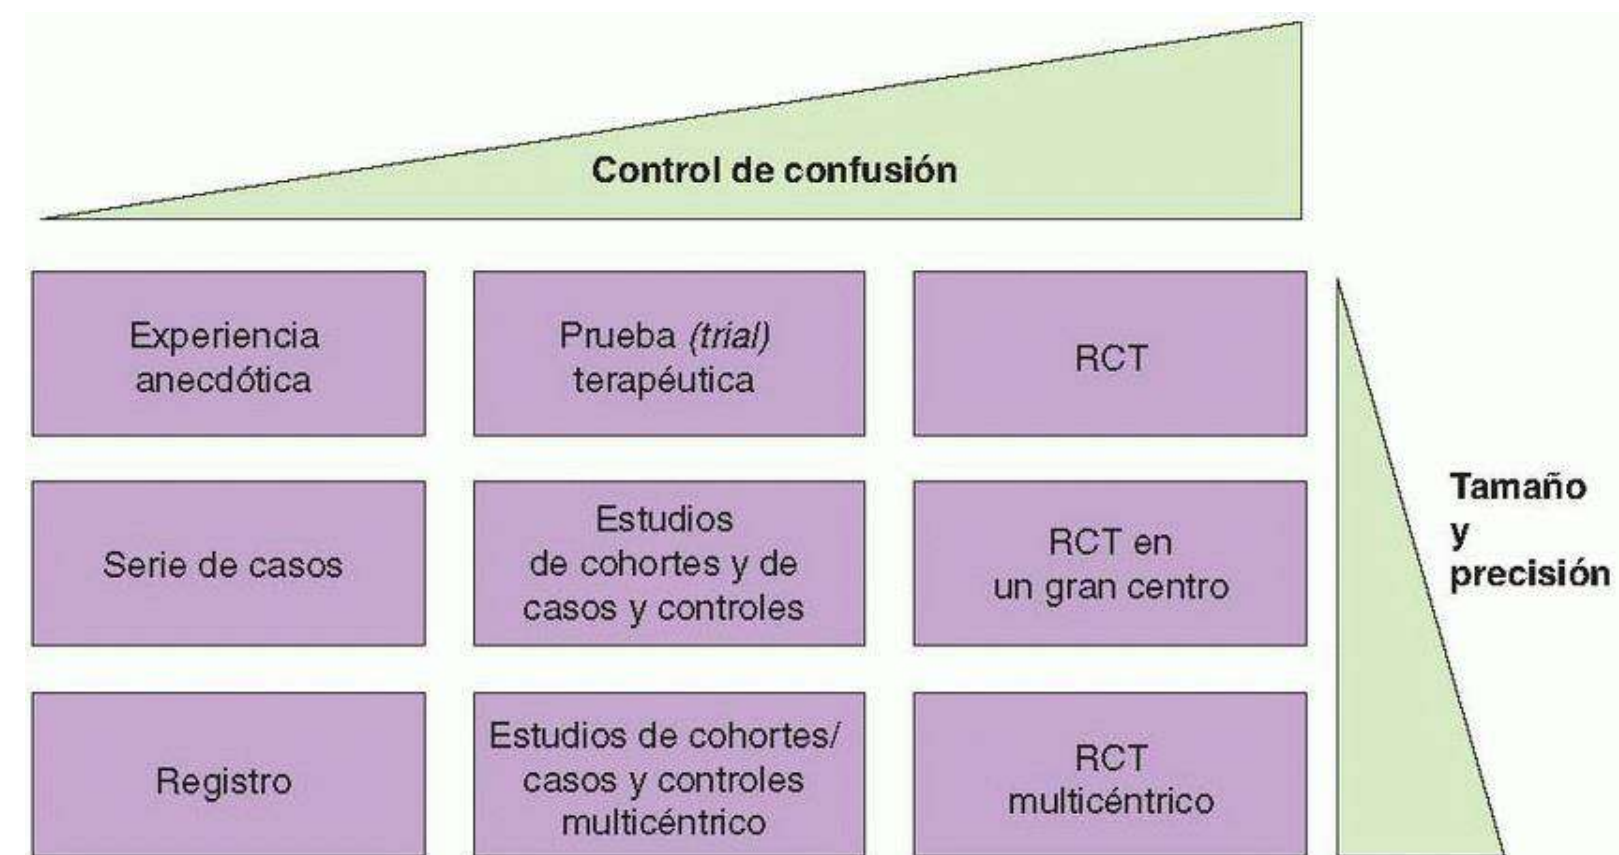 Control de confusión
Experiencia
anecdótica
Prueba (trial)
terapéutica
RCT
Serie de casos
Estudios
de cohortes y de
casos y controles
RCT en
un gran centro
Registro
Estudios de cohortes/
casos y controles
multicéntrico
RCT
multicéntrico
Tamaño
y
precisión